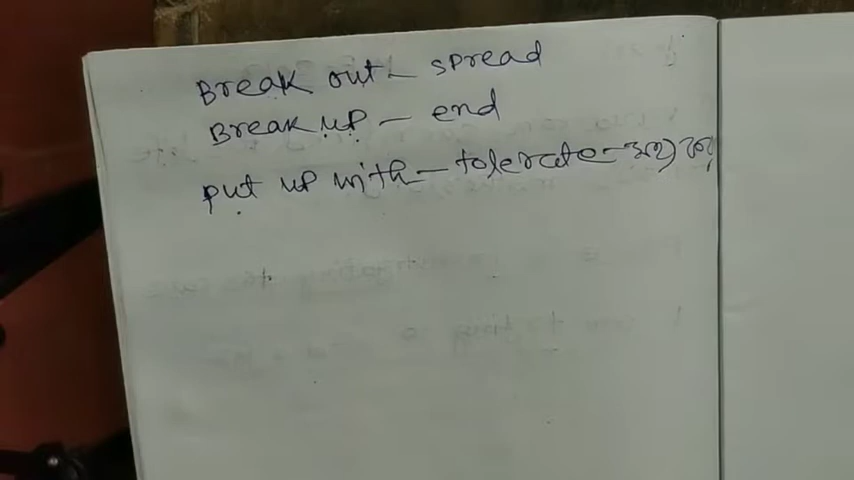 Break out - spread
Break up - end
put up with - tolerate -